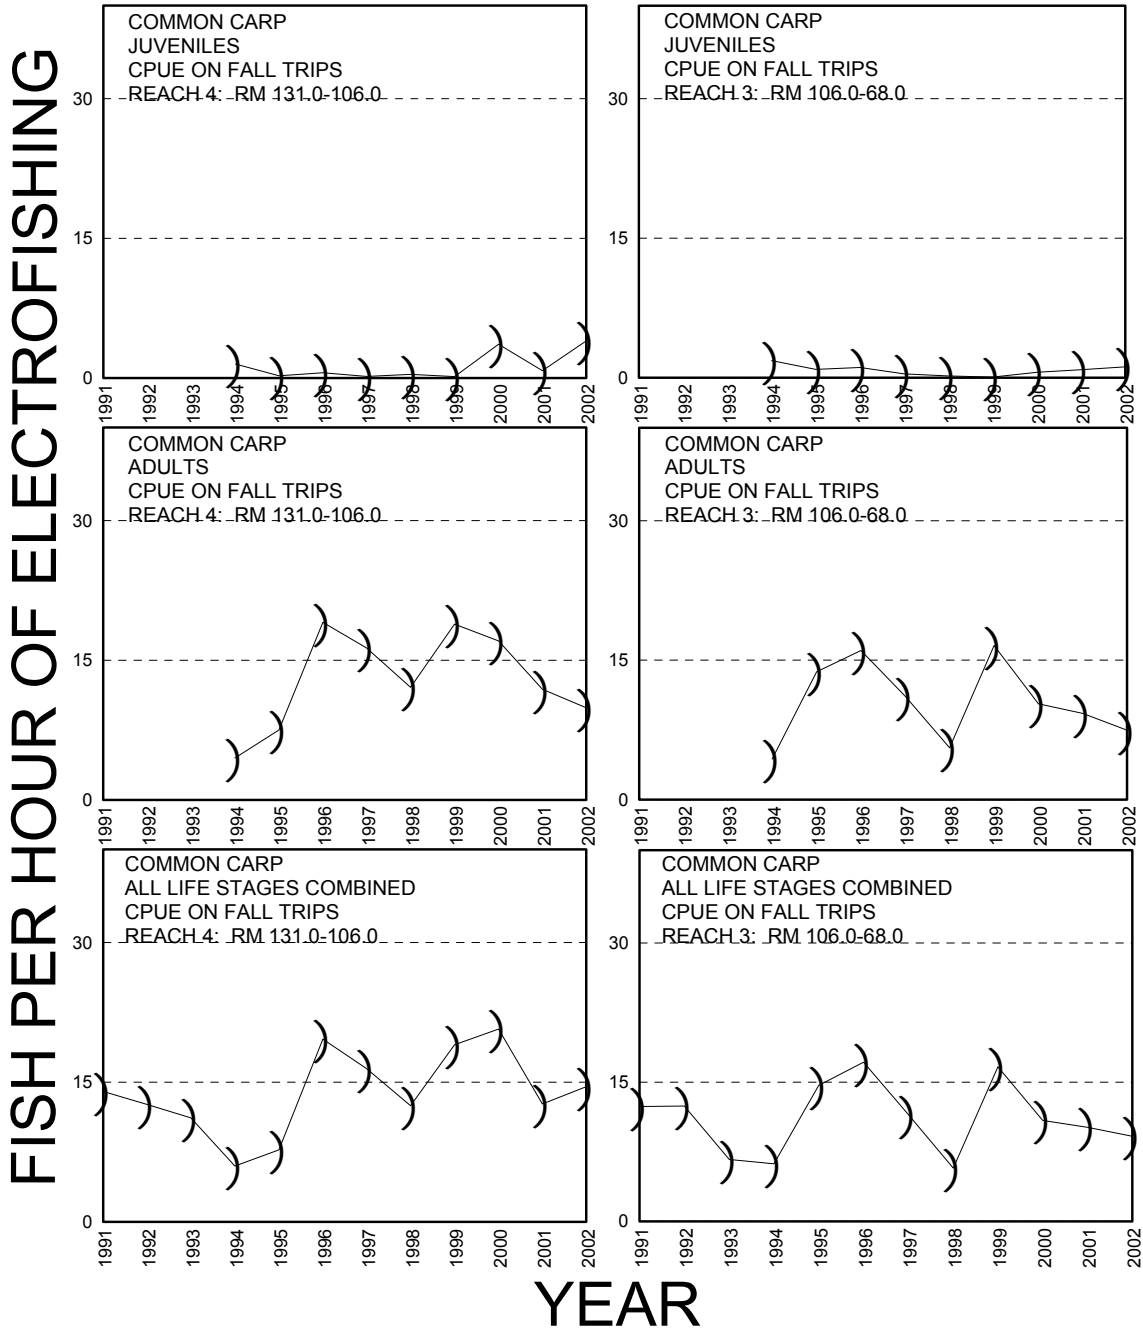 FISH PER HOUR OF ELECTROFISHING
COMMON CARP
JUVENILES
CPUE ON FALL TRIPS
REACH 4: RM 131.0-106.0
30
15
0
1991 1992 1993 1994 1995 1996 1997 1998 1999 2000 2001 2002
COMMON CARP
JUVENILES
CPUE ON FALL TRIPS
REACH 3: RM 106.0-68.0
30
15
0
1991 1992 1993 1994 1995 1996 1997 1998 1999 2000 2001 2002
COMMON CARP
ADULTS
CPUE ON FALL TRIPS
REACH 4: RM 131.0-106.0
30
15
0
1991 1992 1993 1994 1995 1996 1997 1998 1999 2000 2001 2002
COMMON CARP
ADULTS
CPUE ON FALL TRIPS
REACH 3: RM 106.0-68.0
30
15
0
1991 1992 1993 1994 1995 1996 1997 1998 1999 2000 2001 2002
COMMON CARP
ALL LIFE STAGES COMBINED
CPUE ON FALL TRIPS
REACH 4: RM 131.0-106.0
30
15
0
1991 1992 1993 1994 1995 1996 1997 1998 1999 2000 2001 2002
COMMON CARP
ALL LIFE STAGES COMBINED
CPUE ON FALL TRIPS
REACH 3: RM 106.0-68.0
30
15
0
1991 1992 1993 1994 1995 1996 1997 1998 1999 2000 2001 2002
YEAR